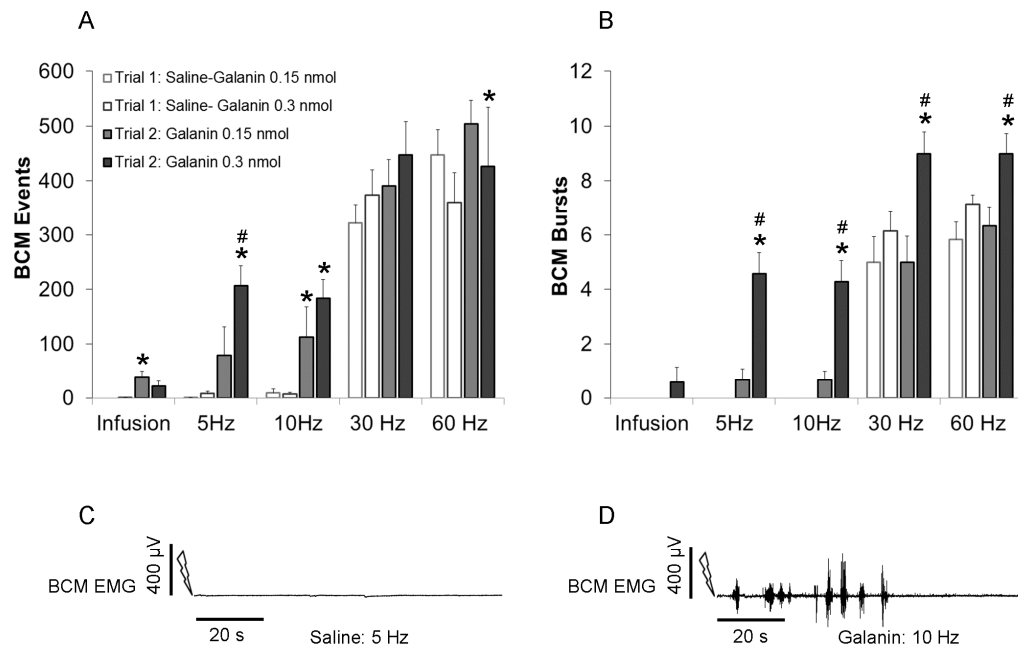 A
B
BCM Events
600
500
400
300
200
100
0
Trial 1: Saline-Galanin 0.15 nmol
Trial 1: Saline- Galanin 0.3 nmol
Trial 2: Galanin 0.15 nmol
Trial 2: Galanin 0.3 nmol
*
#
*
*
*
*
Infusion 5Hz 10Hz 30 Hz 60 Hz
BCM Bursts
12
10
8
6
4
2
0
#
*
#
*
#
*
#
*
Infusion 5Hz 10Hz 30 Hz 60 Hz
C
BCM EMG
400 µV
20 s
Saline: 5 Hz
D
BCM EMG
400 µV
20 s
Galanin: 10 Hz